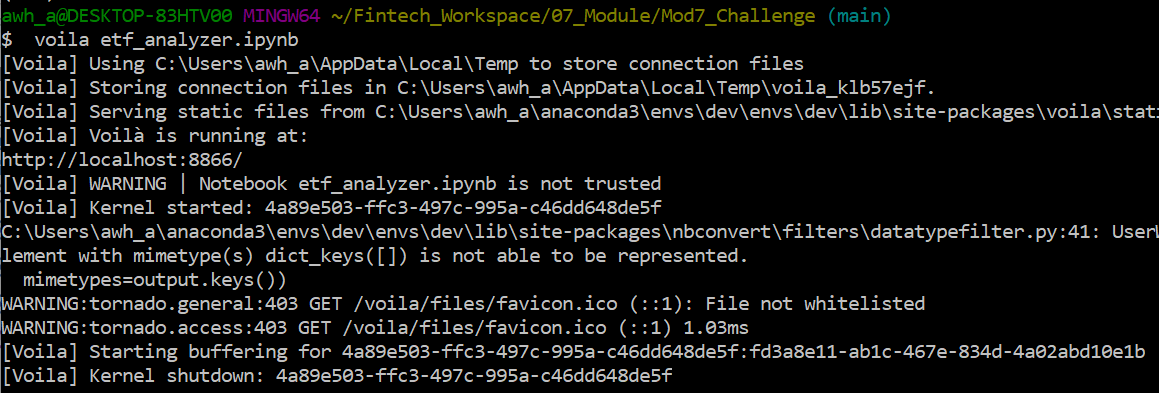 awh_a@DESKTOP-83HTV00 MINGW64 ~/Fintech_Workspace/07_Module/Mod7_Challenge (main)
$  voila etf_analyzer.ipynb
[Voila] Using C:\Users\awh_a\AppData\Local\Temp to store connection files
[Voila] Storing connection files in C:\Users\awh_a\AppData\Local\Temp\voila_klb57ejf.
[Voila] Serving static files from C:\Users\awh_a\anaconda3\envs\dev\envs\dev\lib\site-packages\voila\stati
[Voila] Voilà is running at:
http://localhost:8866/
[Voila] WARNING | Notebook etf_analyzer.ipynb is not trusted
[Voila] Kernel started: 4a89e503-ffc3-497c-995a-c46dd648de5f
C:\Users\awh_a\anaconda3\envs\dev\envs\dev\lib\site-packages\nbconvert\filters\datatypefilter.py:41: UserW
lement with mimetype(s) dict_keys([]) is not able to be represented.
  mimetypes=output.keys())
WARNING:tornado.general:403 GET /voila/files/favicon.ico (::1): File not whitelisted
WARNING:tornado.access:403 GET /voila/files/favicon.ico (::1) 1.03ms
[Voila] Starting buffering for 4a89e503-ffc3-497c-995a-c46dd648de5f:fd3a8e11-ab1c-467e-834d-4a02abd10e1b
[Voila] Kernel shutdown: 4a89e503-ffc3-497c-995a-c46dd648de5f